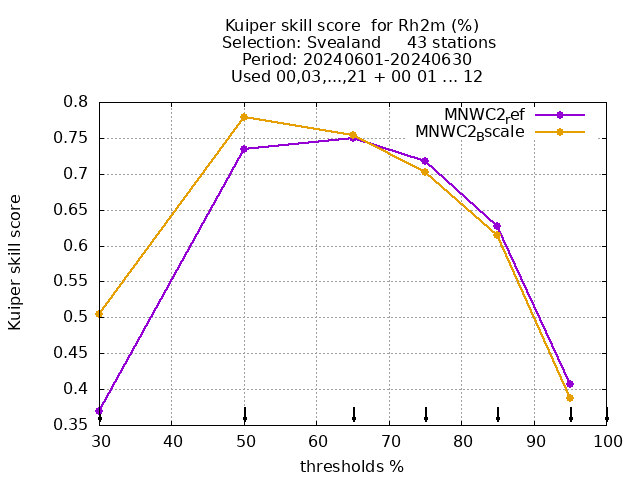 Kuiper skill score  for Rh2m (%)
Selection: Svealand     43 stations
Period: 20240601-20240630
Used 00,03,...,21 + 00 01 ... 12
MNWC2_ref
MNWC2_Bscale
0.8
0.75
0.7
0.65
0.6
0.55
0.5
0.45
0.4
0.35
Kuiper skill score
30 40 50 60 70 80 90 100
thresholds %